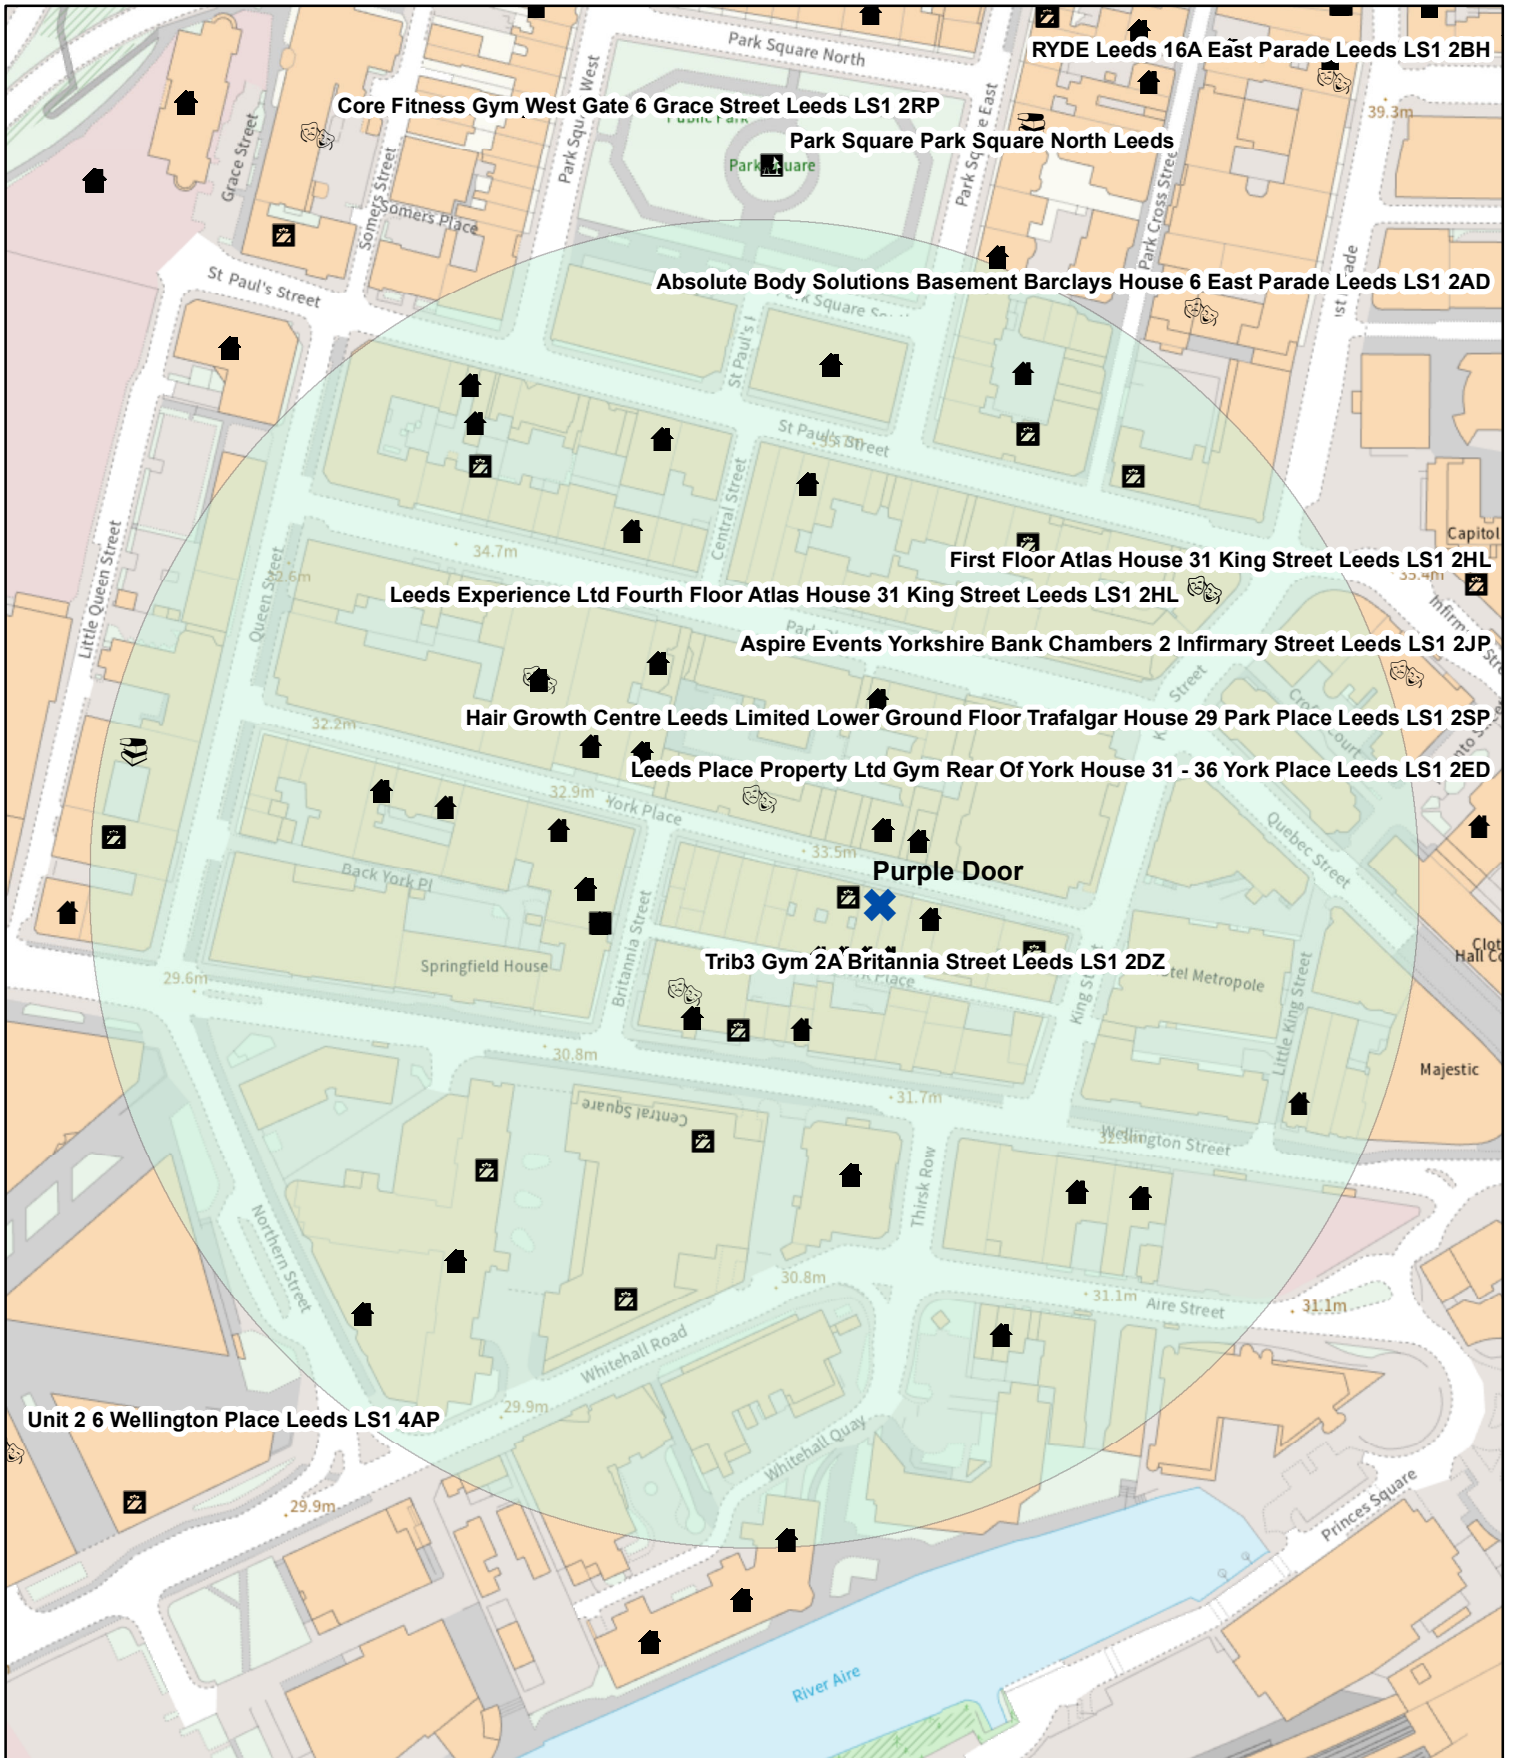 Park Square North
RYDE Leeds 16A East Parade Leeds LS1 2BH
Core Fitness Gym West Gate 6 Grace Street Leeds LS1 2RP
39.3m
Public Park
Park Square Park Square North Leeds
Grace Street
Somers Street
Somers Place
Park Cross Street
St Paul's Street
Absolute Body Solutions Basement Barclays House 6 East Parade Leeds LS1 2AD
St Paul's Street
Central Street
34.7m
Capitol
First Floor Atlas House 31 King Street Leeds LS1 2HL
35.4m
Little Queen Street
Queen Street
32.6m
Leeds Experience Ltd Fourth Floor Atlas House 31 King Street Leeds LS1 2HL
Aspire Events Yorkshire Bank Chambers 2 Infirmary Street Leeds LS1 2JP
32.2m
Hair Growth Centre Leeds Limited Lower Ground Floor Trafalgar House 29 Park Place Leeds LS1 2SP
Leeds Place Property Ltd Gym Rear Of York House 31 - 36 York Place Leeds LS1 2ED
32.9m
York Place
33.5m
Quebec Street
Back York Pl
Purple Door
Britannia Street
Springfield House
Trib3 Gym 2A Britannia Street Leeds LS1 2DZ
Place
King Street
Little King Street
Hotel Metropole
29.6m
30.8m
31.7m
Majestic
Central Square
Wellington Street
Thirsk Row
Northern Street
30.8m
31.1m
Aire Street
31.1m
Whitehall Road
29.9m
Unit 2 6 Wellington Place Leeds LS1 4AP
Whitehall Quay
29.9m
Princes Square
River Aire